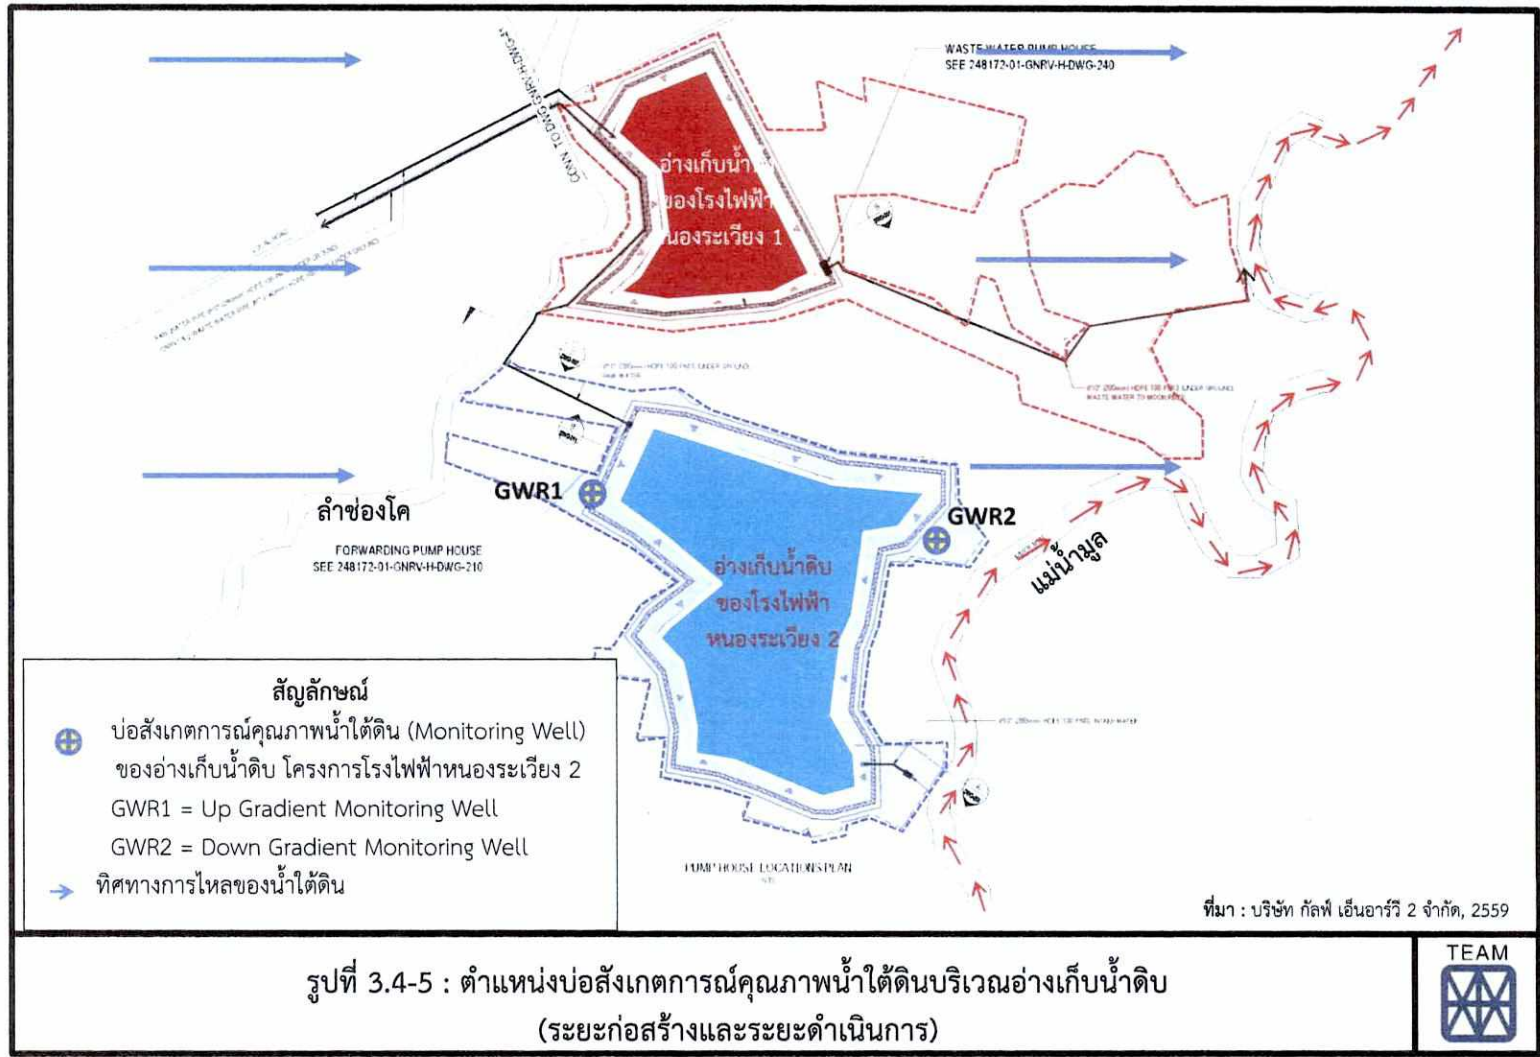 WASTE WATER PUMP HOUSE
SEE 248172-01-GNRV-H-DWG-240
อ่างเก็บน้ำ
ของโรงไฟฟ้า
หนองระเวียง 1
GWR1
GWR2
ลำช่องโค
FORWARDING PUMP HOUSE
SEE 248172-01-GNRV-H-DWG-210
แม่น้ำมูล
อ่างเก็บน้ำดิบ
ของโรงไฟฟ้า
หนองระเวียง 2
สัญลักษณ์
บ่อสังเกตการณ์คุณภาพน้ำใต้ดิน (Monitoring Well)
ของอ่างเก็บน้ำดิบ โครงการโรงไฟฟ้าหนองระเวียง 2
GWR1 = Up Gradient Monitoring Well
GWR2 = Down Gradient Monitoring Well
ทิศทางการไหลของน้ำใต้ดิน
PUMP HOUSE LOCATIONS PLAN
ที่มา : บริษัท กัลฟ์ เอ็นอาร์วี 2 จำกัด, 2559
รูปที่ 3.4-5 : ตำแหน่งบ่อสังเกตการณ์คุณภาพน้ำใต้ดินบริเวณอ่างเก็บน้ำดิบ
(ระยะก่อสร้างและระยะดำเนินการ)
TEAM